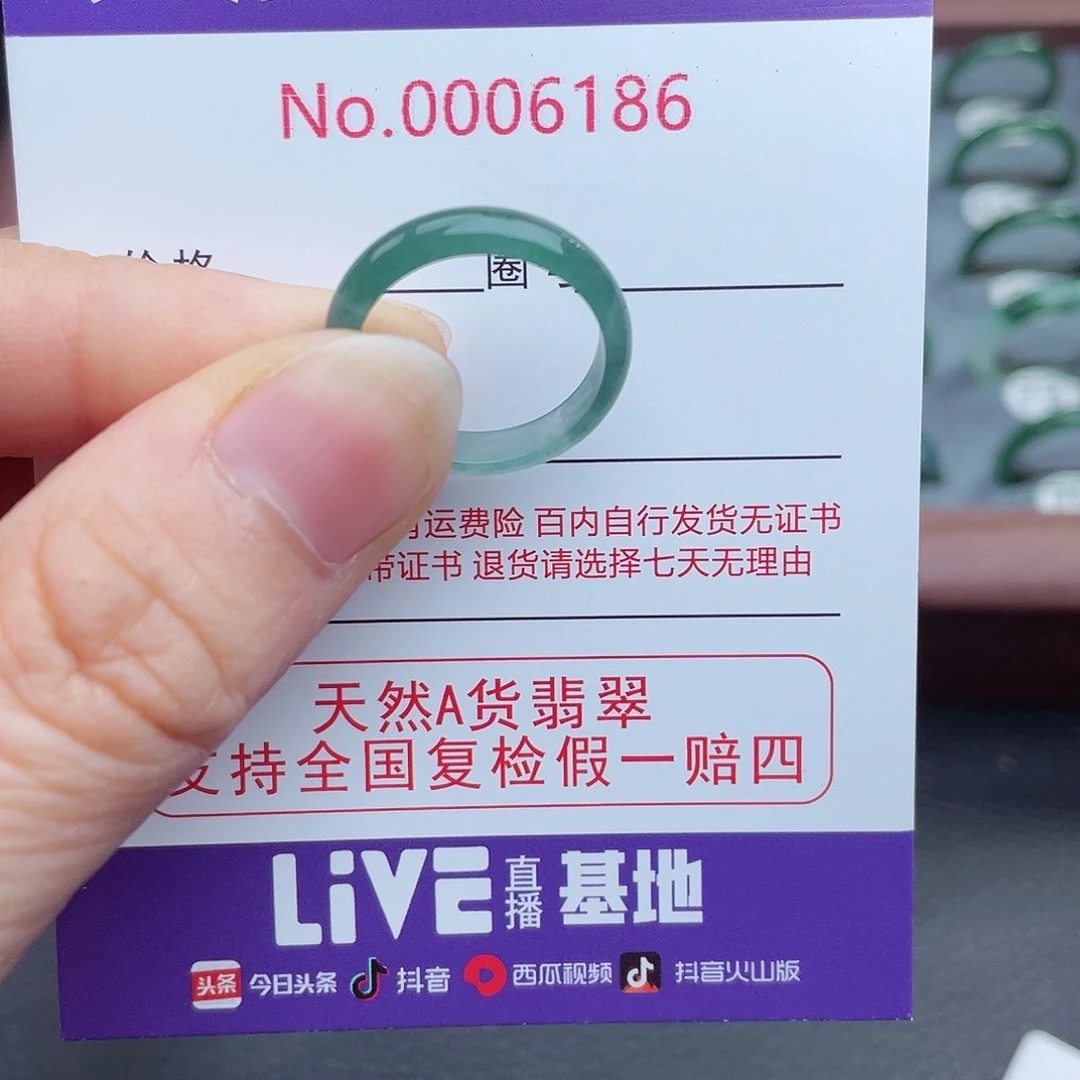 No.0006186
价格 圈号
运费险 百内自行发货无证书
带证书 退货请选择七天无理由
天然A货翡翠
支持全国复检假一赔四
LiVE直播基地
头条 今日头条 抖音 西瓜视频 抖音火山版